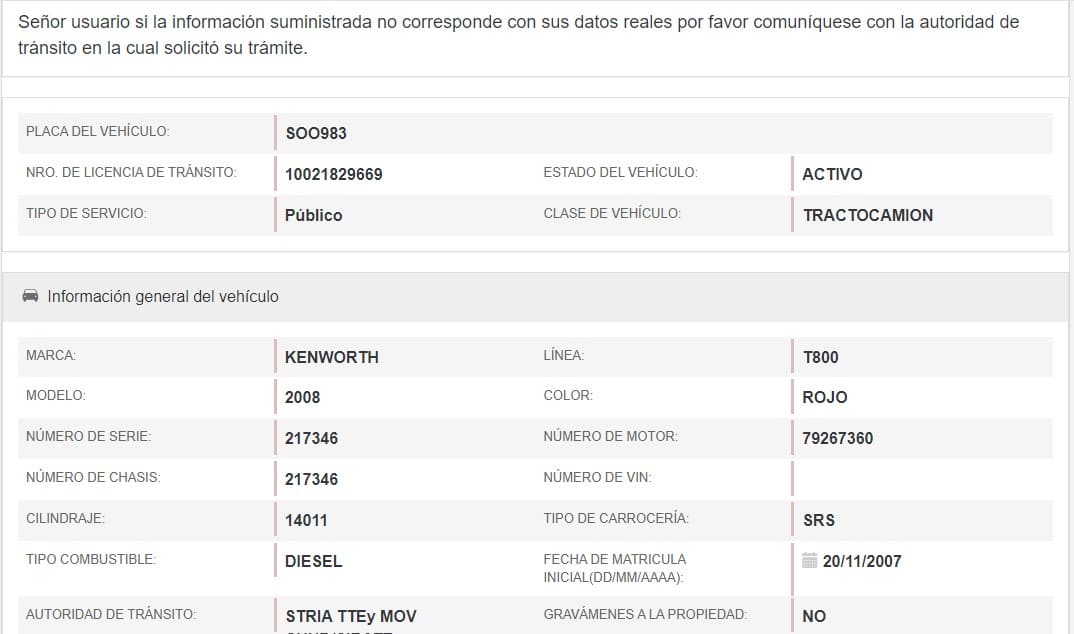 Señor usuario si la información suministrada no corresponde con sus datos reales por favor comuníquese con la autoridad de
tránsito en la cual solicitó su trámite.
PLACA DEL VEHÍCULO: SOO983
NRO. DE LICENCIA DE TRÁNSITO: 10021829669 ESTADO DEL VEHÍCULO: ACTIVO
TIPO DE SERVICIO: Público CLASE DE VEHÍCULO: TRACTOCAMION
Información general del vehículo
MARCA: KENWORTH LÍNEA: T800
MODELO: 2008 COLOR: ROJO
NÚMERO DE SERIE: 217346 NÚMERO DE MOTOR: 79267360
NÚMERO DE CHASIS: 217346 NÚMERO DE VIN:
CILINDRAJE: 14011 TIPO DE CARROCERÍA: SRS
TIPO COMBUSTIBLE: DIESEL FECHA DE MATRICULA
INICIAL(DD/MM/AAAA): 20/11/2007
AUTORIDAD DE TRÁNSITO: STRIA TTEy MOV GRAVÁMENES A LA PROPIEDAD: NO